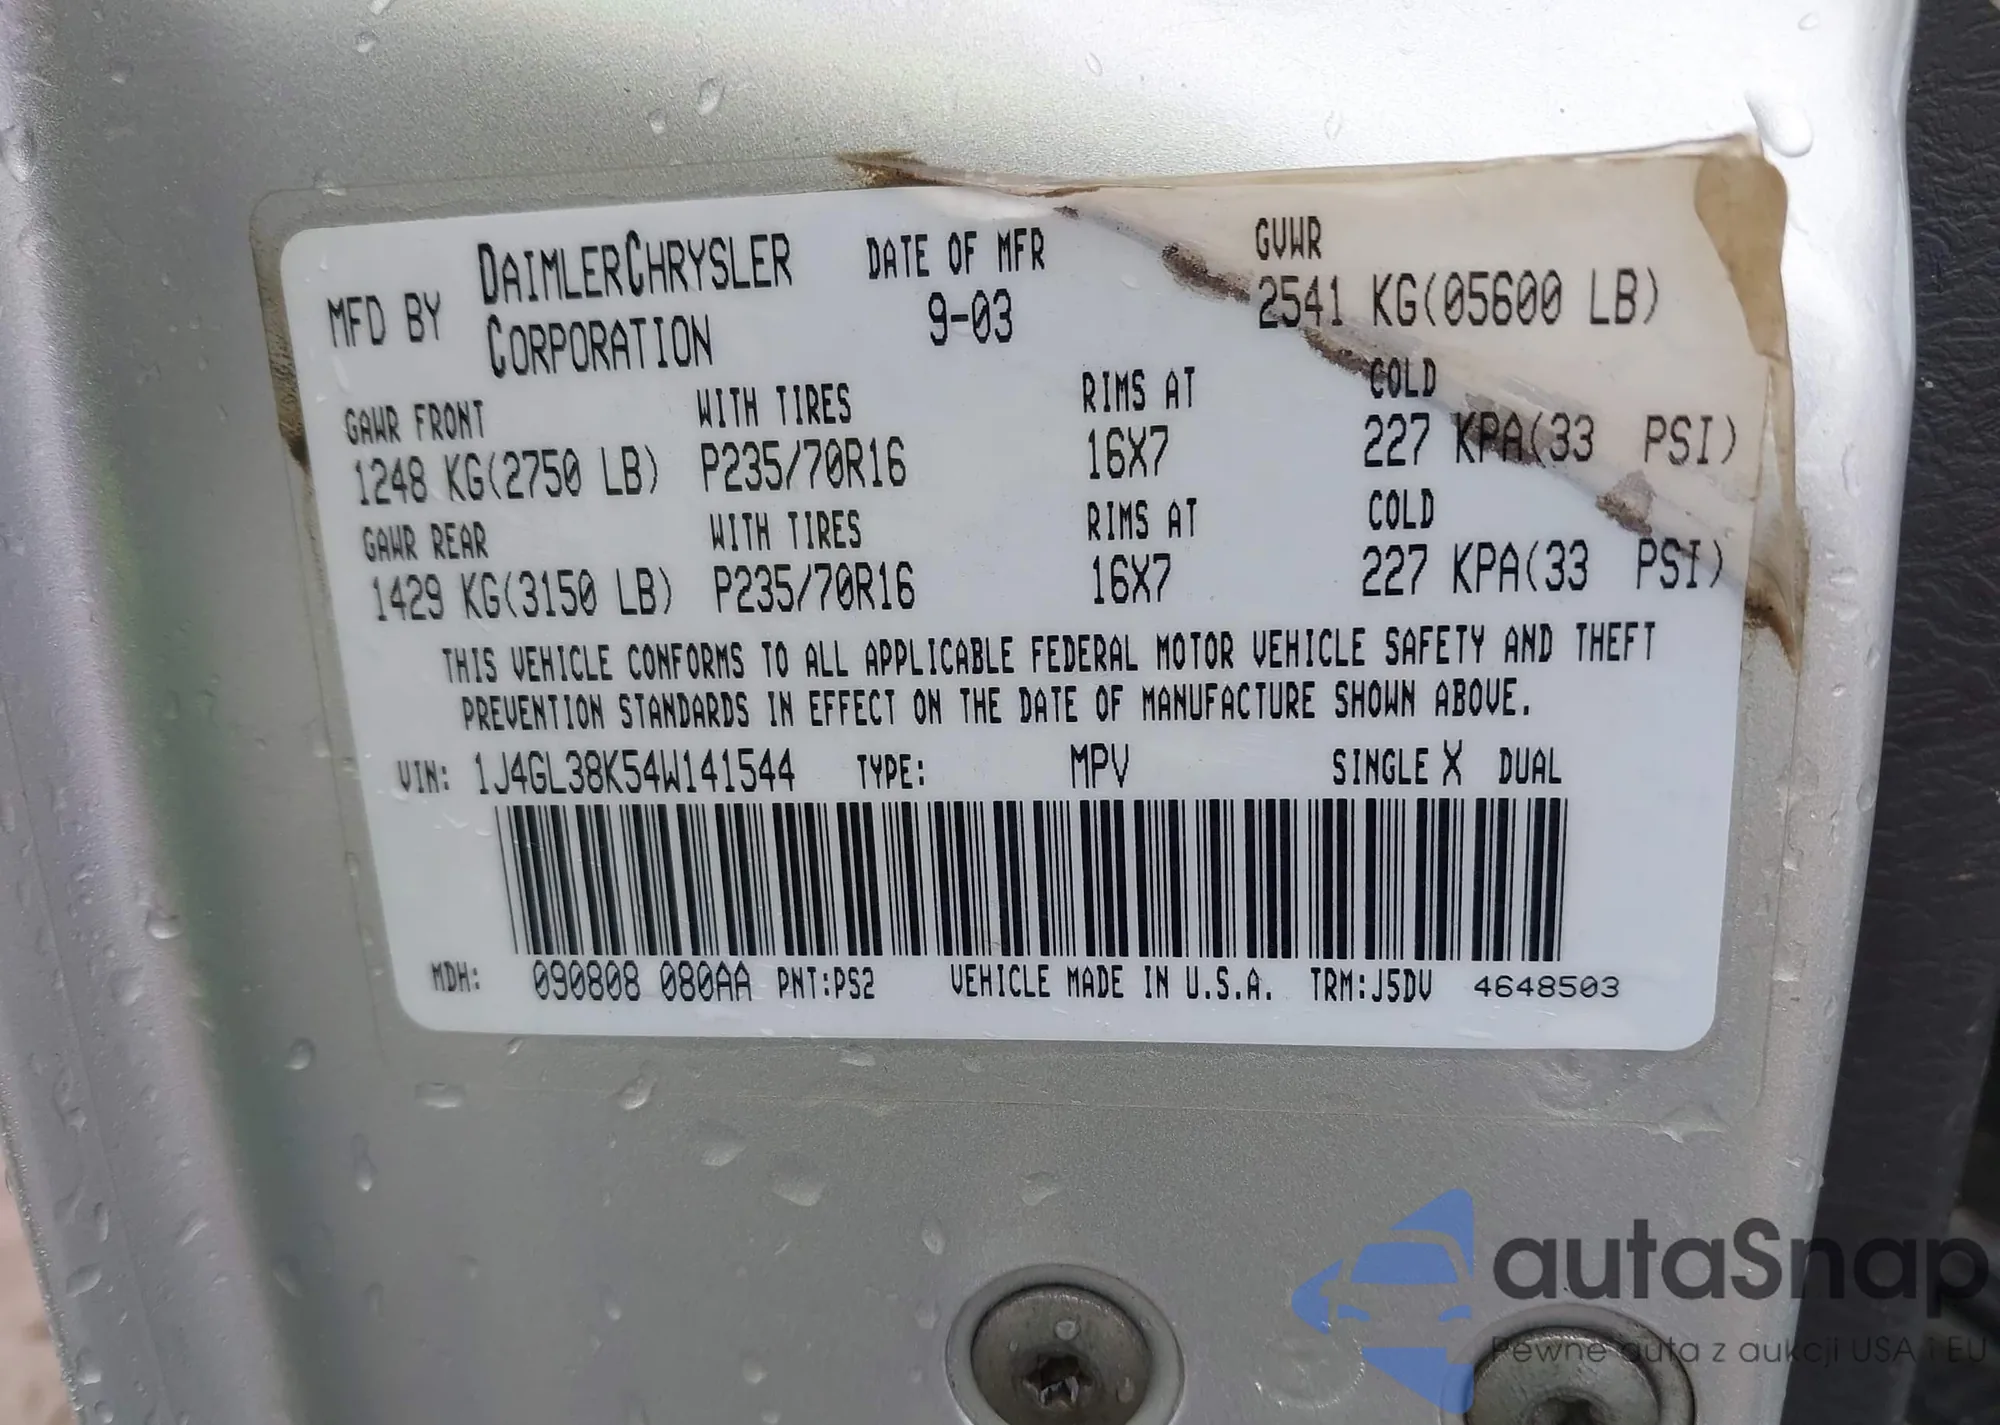 MFD BY DAIMLERCHRYSLER CORPORATION DATE OF MFR 9-03 GVWR 2541 KG(05600 LB)
GAWR FRONT WITH TIRES RIMS AT COLD
1248 KG(2750 LB) P235/70R16 16X7 227 KPA(33 PSI)
GAWR REAR WITH TIRES RIMS AT COLD
1429 KG(3150 LB) P235/70R16 16X7 227 KPA(33 PSI)
THIS VEHICLE CONFORMS TO ALL APPLICABLE FEDERAL MOTOR VEHICLE SAFETY AND THEFT
PREVENTION STANDARDS IN EFFECT ON THE DATE OF MANUFACTURE SHOWN ABOVE.
VIN: 1J4GL38K54W141544 TYPE: MPV SINGLE X DUAL
MDH: 090808 080AA PNT:PS2 VEHICLE MADE IN U.S.A. TRM:J5DV 4648503
autaSnap
Pewne auta z aukcji USA i EU